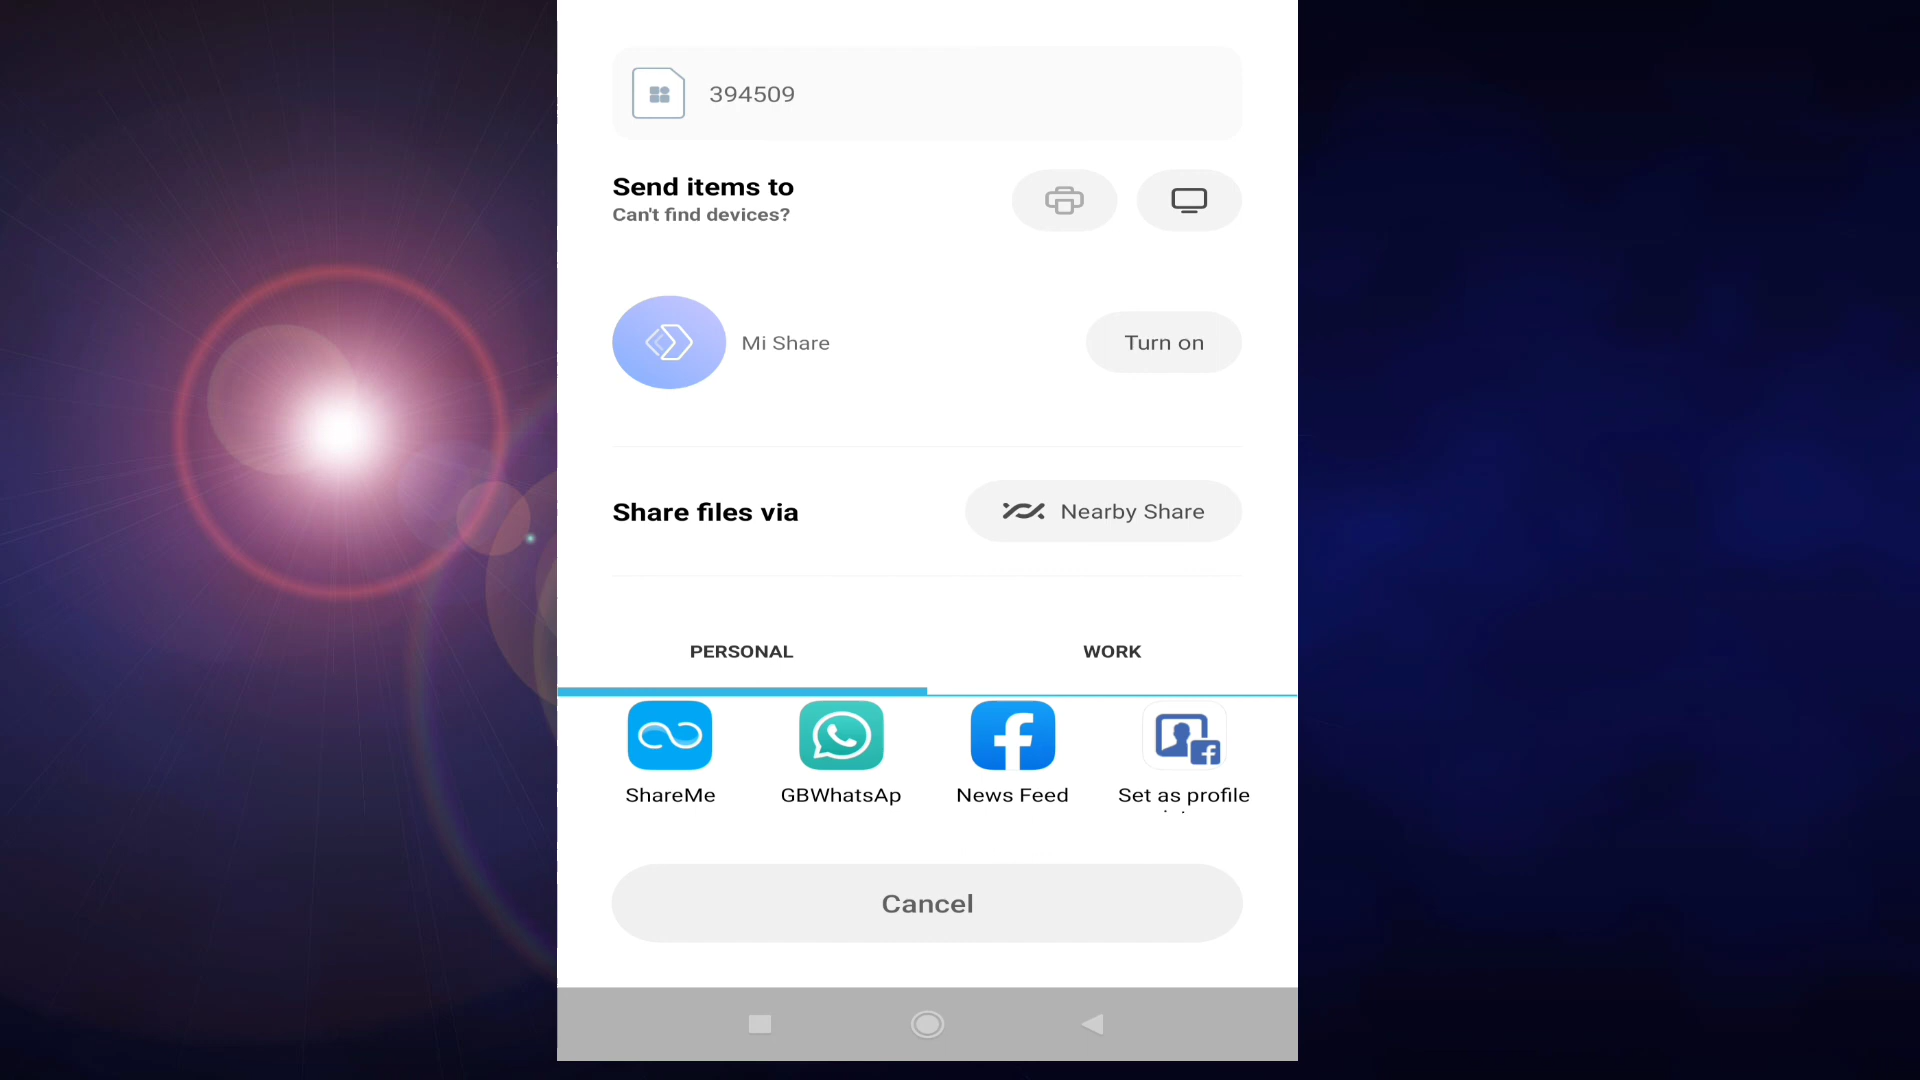 394509
Send items to
Can't find devices?
Mi Share
Turn on
Share files via
Nearby Share
PERSONAL
WORK
ShareMe
GBWhatsAp
News Feed
Set as profile
Cancel